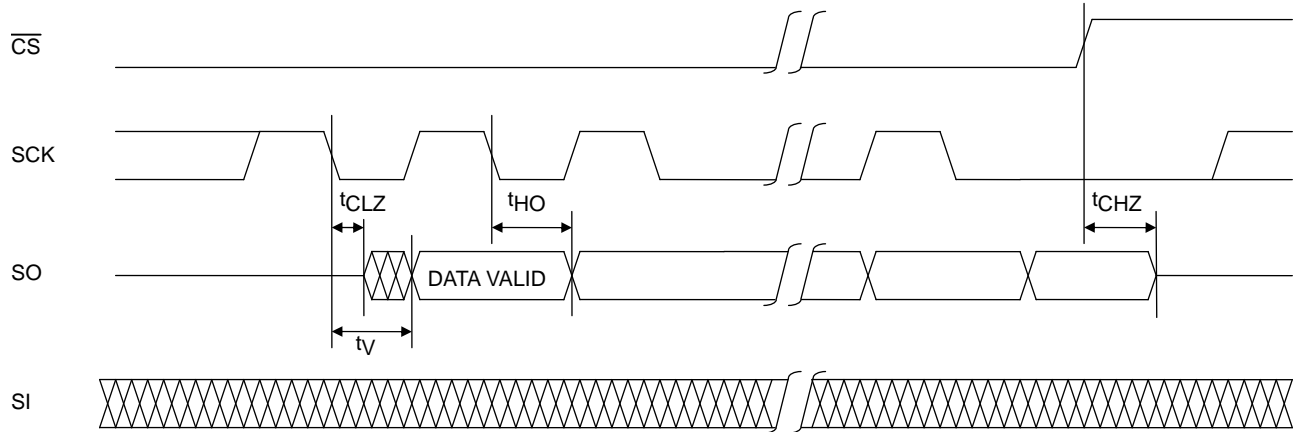 CS
SCK
tCLZ
tHO
tCHZ
SO
DATA VALID
tV
SI